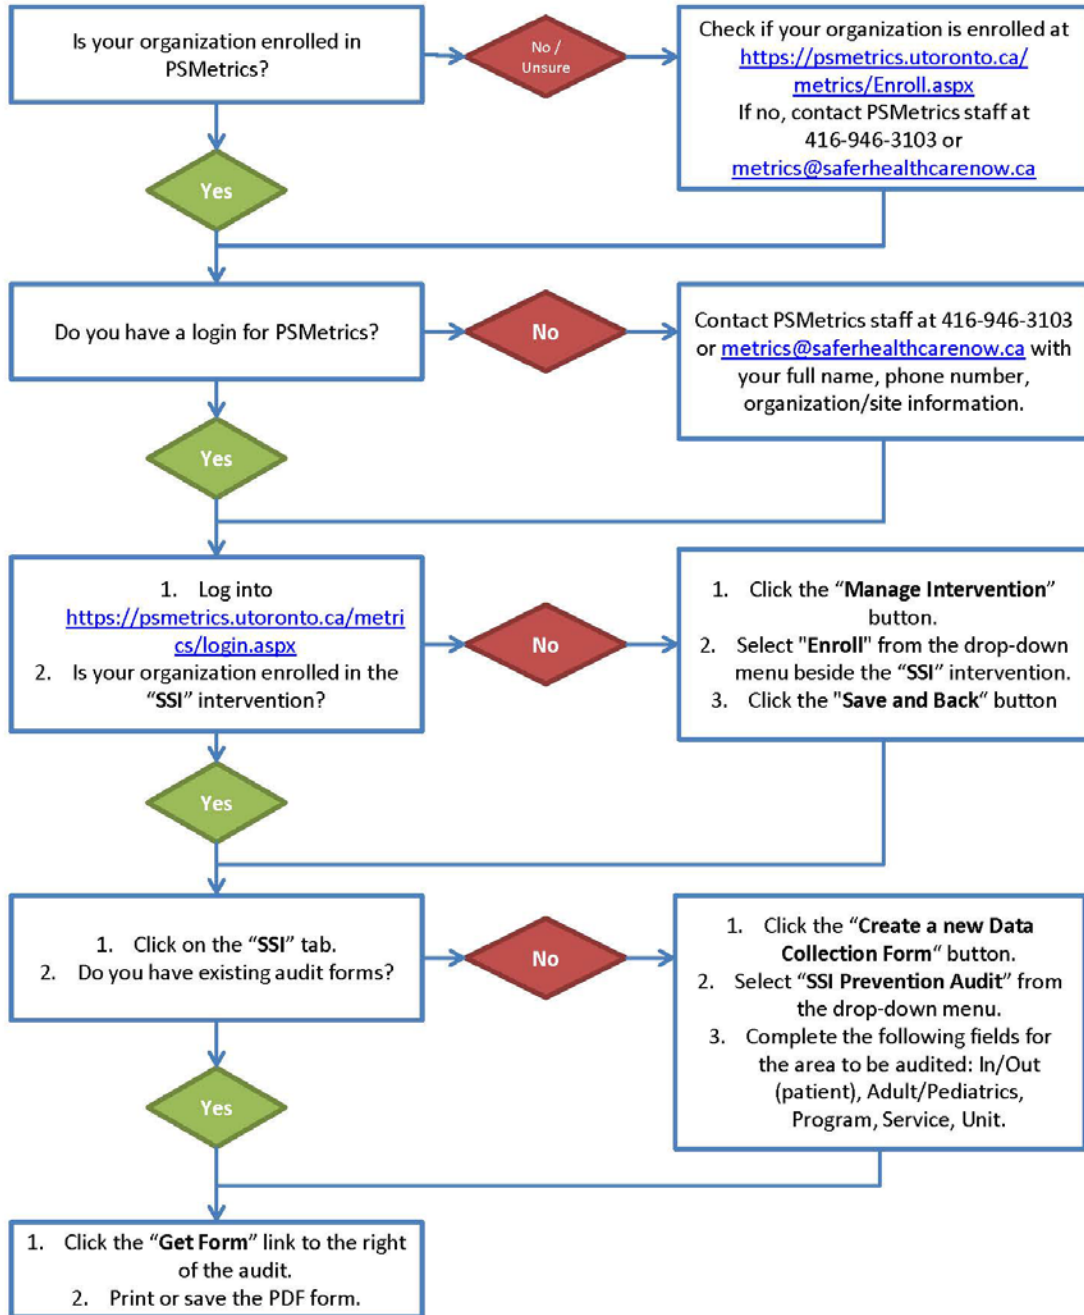 Is your organization enrolled in
PSMetrics?
No /
Unsure
Check if your organization is enrolled at
https://psmetrics.utoronto.ca/
metrics/Enroll.aspx
If no, contact PSMetrics staff at
416-946-3103 or
metrics@saferhealthcarenow.ca
Yes
Do you have a login for PSMetrics?
No
Contact PSMetrics staff at 416-946-3103
or metrics@saferhealthcarenow.ca with
your full name, phone number,
organization/site information.
Yes
1. Log into
https://psmetrics.utoronto.ca/metri
cs/login.aspx
2. Is your organization enrolled in the
“SSI” intervention?
No
1. Click the “Manage Intervention”
button.
2. Select "Enroll" from the drop-down
menu beside the “SSI” intervention.
3. Click the "Save and Back“ button
Yes
1. Click on the “SSI” tab.
2. Do you have existing audit forms?
No
1. Click the “Create a new Data
Collection Form“ button.
2. Select “SSI Prevention Audit” from
the drop-down menu.
3. Complete the following fields for
the area to be audited: In/Out
(patient), Adult/Pediatrics,
Program, Service, Unit.
Yes
1. Click the “Get Form“ link to the right
of the audit.
2. Print or save the PDF form.